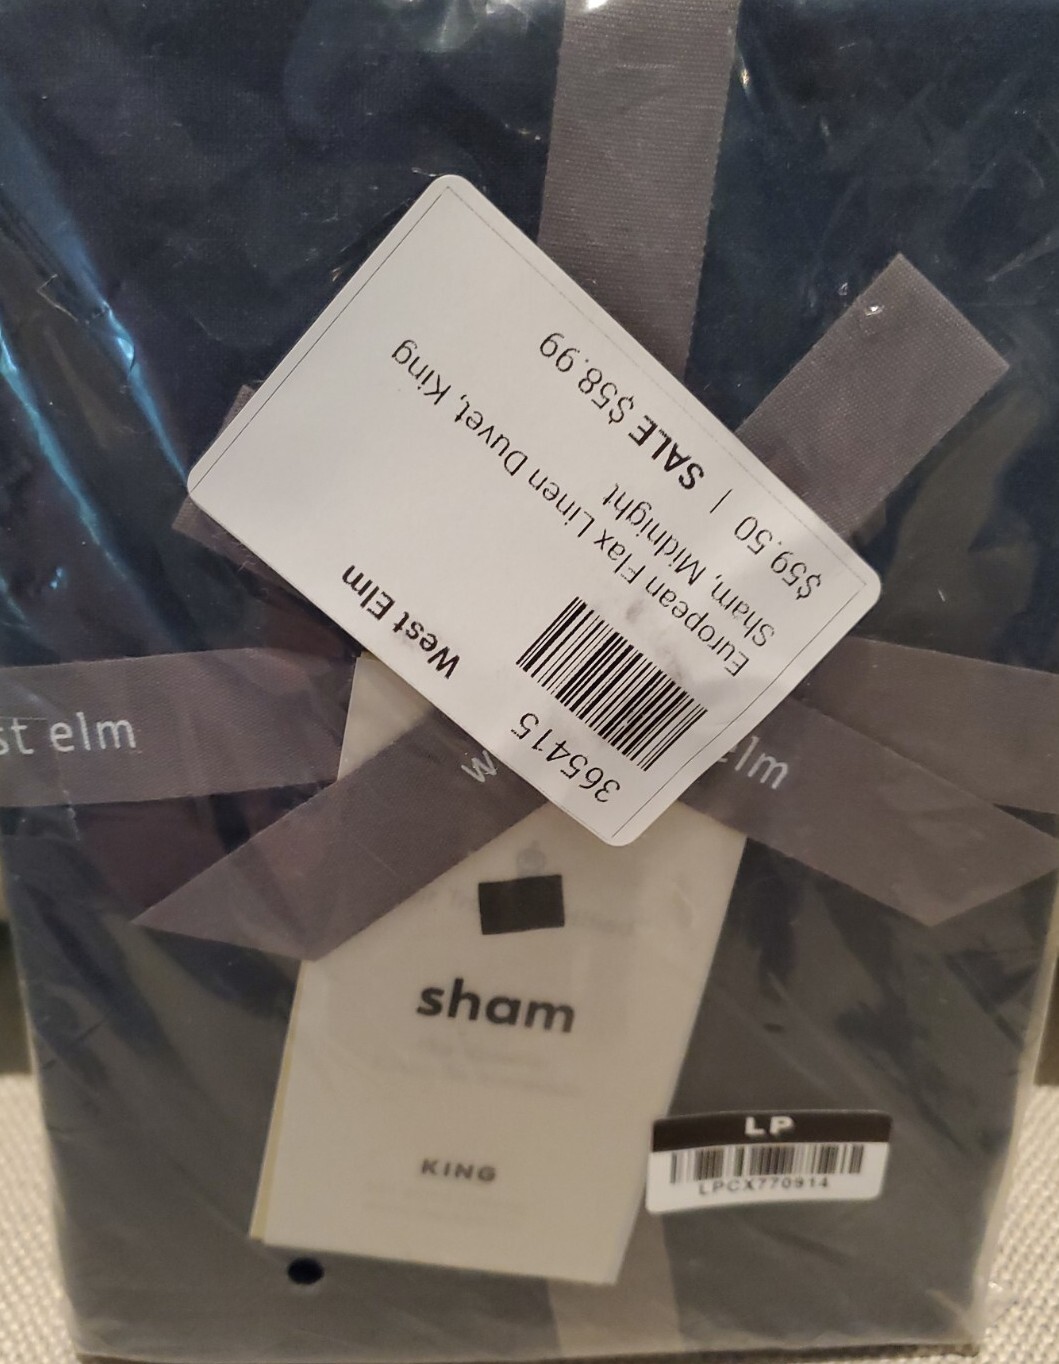 365415
West Elm
European Flax Linen Duvet, King
Sham, Midnight
$59.50 | SALE $58.99
st elm
w
elm
sham
KING
LP
LPCX770914